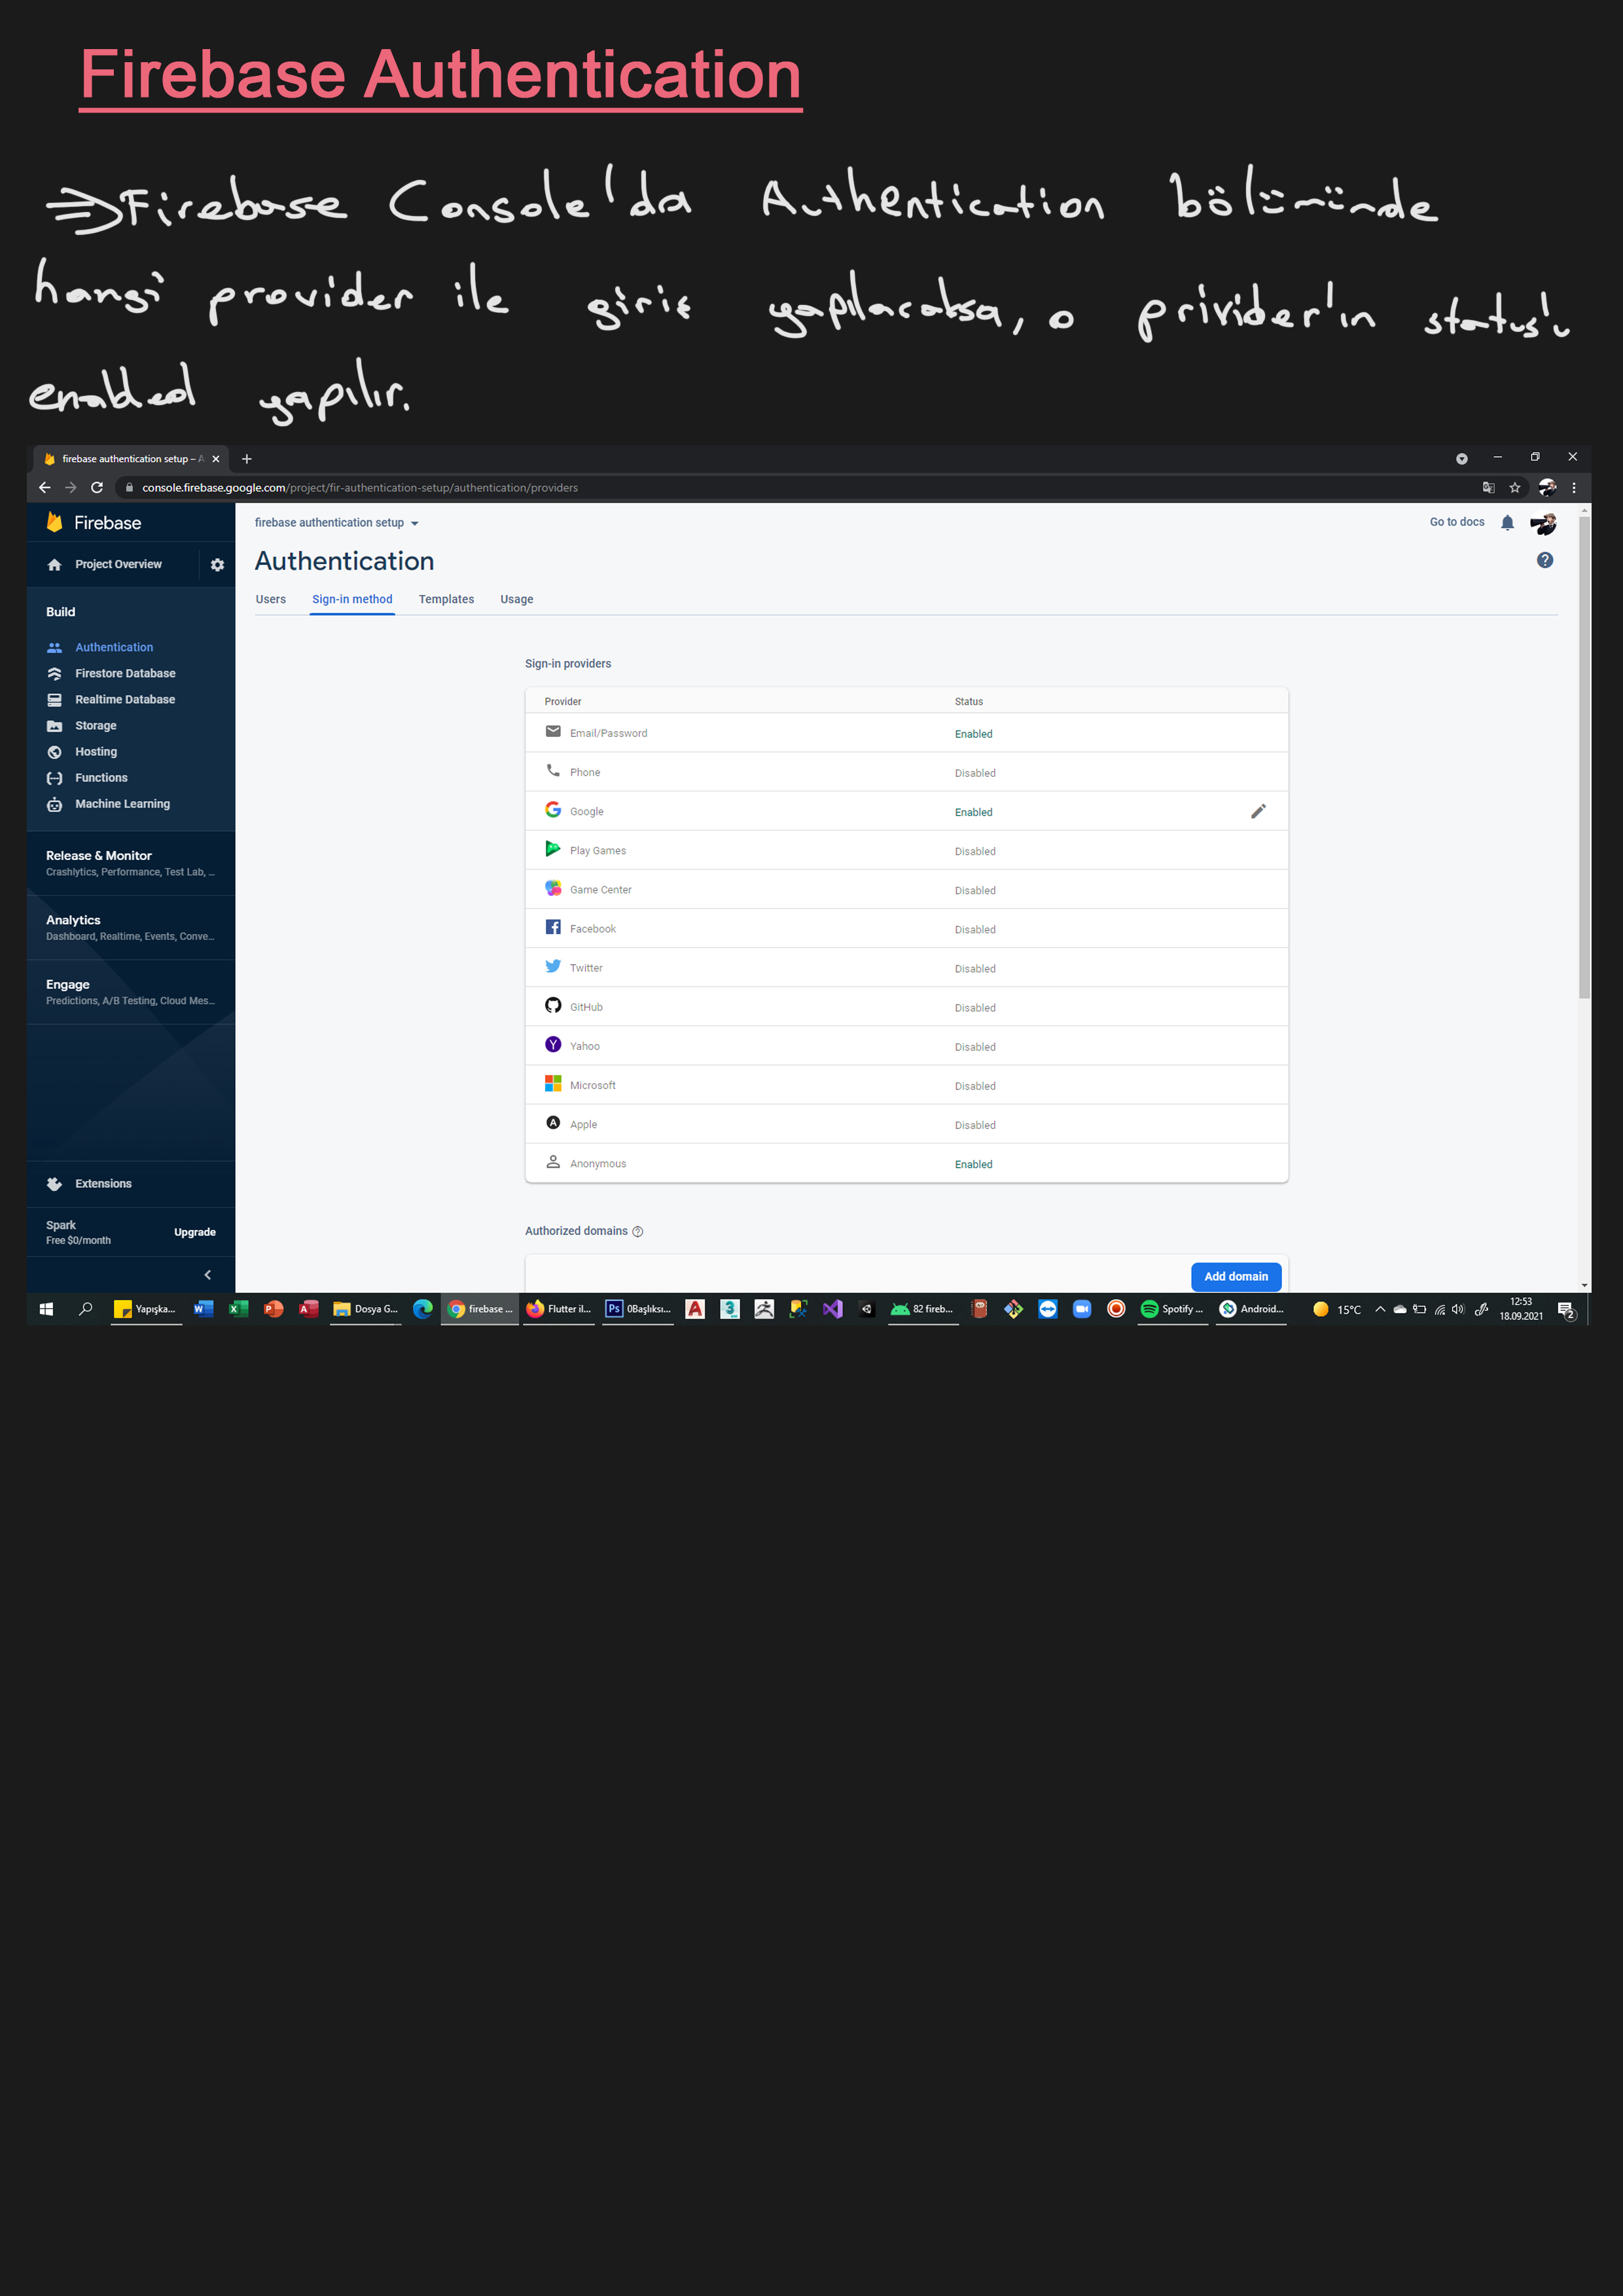 Firebase Authentication
⇒Firebase Console'da Authentication bölümünde
hangi provider ile giriş yapılacaksa, o privider'ın status'u
enabled yapılır.
firebase authentication setup – A
console.firebase.google.com/project/fir-authentication-setup/authentication/providers
Firebase
firebase authentication setup
Go to docs
Project Overview
Authentication
Users Sign-in method Templates Usage
Build
Authentication
Firestore Database
Realtime Database
Storage
Hosting
Functions
Machine Learning
Release & Monitor
Crashlytics, Performance, Test Lab, ...
Analytics
Dashboard, Realtime, Events, Conve...
Engage
Predictions, A/B Testing, Cloud Mes...
Extensions
Spark
Free $0/month
Upgrade
Sign-in providers
Provider Status
Email/Password Enabled
Phone Disabled
Google Enabled
Play Games Disabled
Game Center Disabled
Facebook Disabled
Twitter Disabled
GitHub Disabled
Yahoo Disabled
Microsoft Disabled
Apple Disabled
Anonymous Enabled
Authorized domains
Add domain
Yapışka... Dosya G... firebase ... Flutter il... 0Başlıksı... 82 fireb... Spotify ... Android... 15°C 12:53
18.09.2021 2